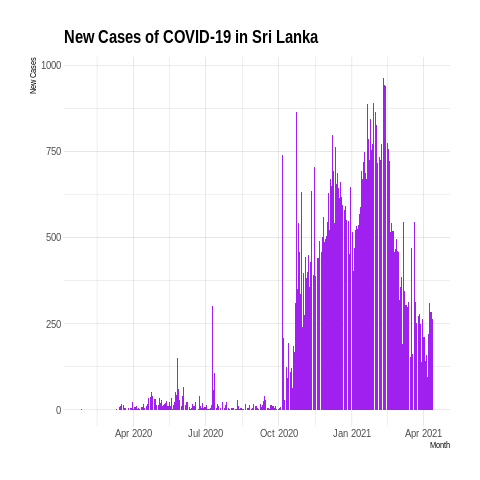 New Cases of COVID-19 in Sri Lanka
New Cases
1000
750
500
250
0
Apr 2020 Jul 2020 Oct 2020 Jan 2021 Apr 2021
Month